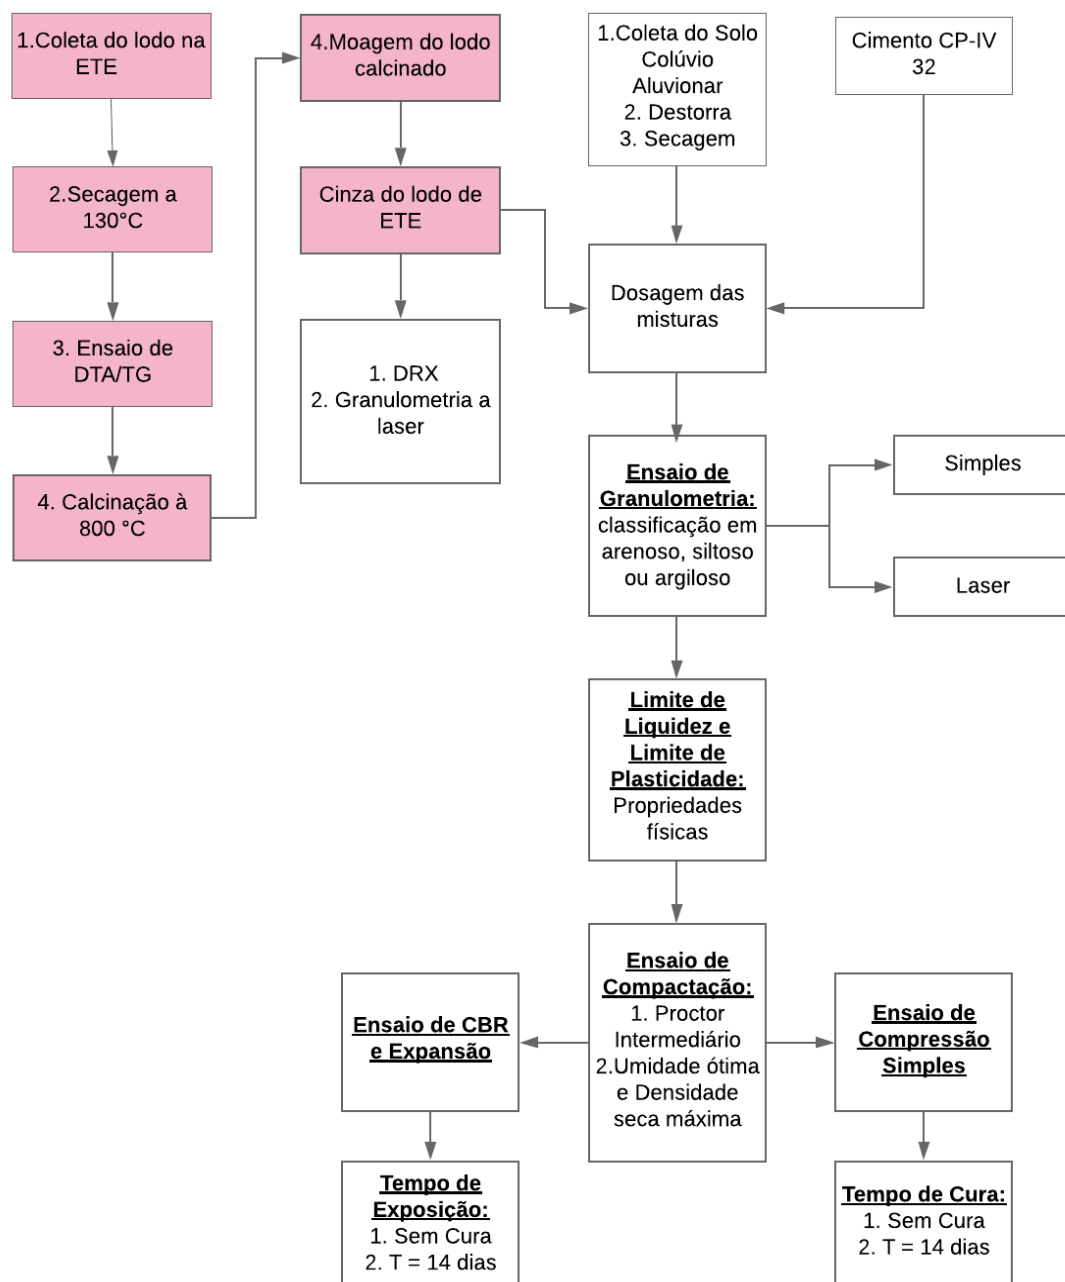 1.Coleta do lodo na
ETE
2.Secagem a
130°C
3. Ensaio de
DTA/TG
4. Calcinação à
800 °C
4.Moagem do lodo
calcinado
Cinza do lodo de
ETE
1. DRX
2. Granulometria a
laser
1.Coleta do Solo
Colúvio
Aluvionar
2. Destorra
3. Secagem
Cimento CP-IV
32
Dosagem das
misturas
Ensaio de
Granulometria:
classificação em
arenoso, siltoso
ou argiloso
Simples
Laser
Limite de
Liquidez e
Limite de
Plasticidade:
Propriedades
físicas
Ensaio de
Compactação:
1. Proctor
Intermediário
2.Umidade ótima
e Densidade
seca máxima
Ensaio de CBR
e Expansão
Tempo de
Exposição:
1. Sem Cura
2. T = 14 dias
Ensaio de
Compressão
Simples
Tempo de Cura:
1. Sem Cura
2. T = 14 dias